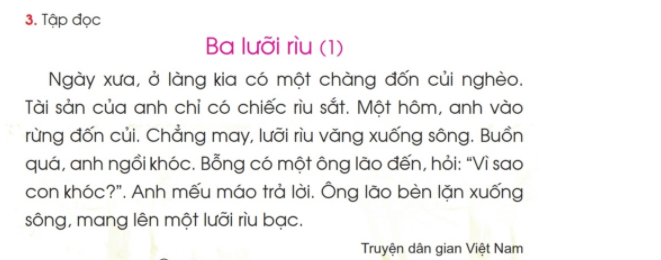 3. Tập đọc
Ba lưỡi rìu (1)
Ngày xưa, ở làng kia có một chàng đốn củi nghèo.
Tài sản của anh chỉ có chiếc rìu sắt. Một hôm, anh vào
rừng đốn củi. Chẳng may, lưỡi rìu văng xuống sông. Buồn
quá, anh ngồi khóc. Bỗng có một ông lão đến, hỏi: “Vì sao
con khóc?”. Anh mếu máo trả lời. Ông lão bèn lặn xuống
sông, mang lên một lưỡi rìu bạc.
Truyện dân gian Việt Nam